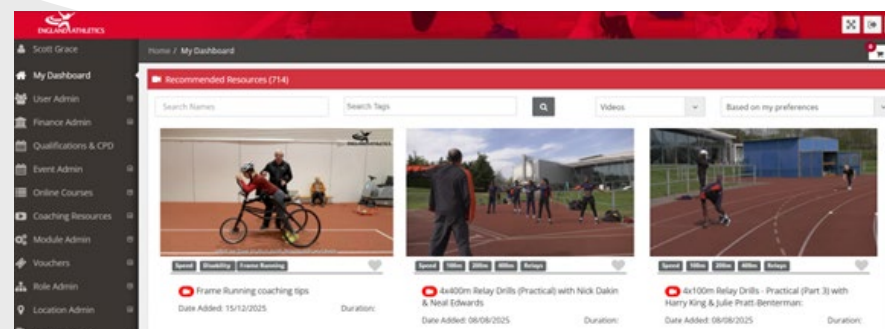 ENGLAND ATHLETICS
Scott Grace
Home / My Dashboard
My Dashboard
User Admin
Finance Admin
Qualifications & CPD
Event Admin
Online Courses
Coaching Resources
Module Admin
Vouchers
Role Admin
Location Admin
Recommended Resources (714)
Search Names
Search Tags
Videos
Based on my preferences
ENGLAND ATHLETICS
Speed Disability Frame Running
Frame Running coaching tips
Date Added: 15/12/2025 Duration:
Speed 100m 200m 400m Relays
4x400m Relay Drills (Practical) with Nick Dakin
& Neal Edwards
Date Added: 08/08/2025 Duration:
Speed 100m 200m 400m Relays
4x100m Relay Drills - Practical (Part 3) with
Harry King & Julie Pratt-Benterman:
Date Added: 08/08/2025 Duration: